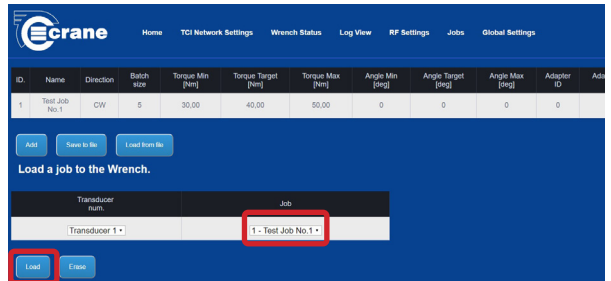 crane
Home TCI Network Settings Wrench Status Log View RF Settings Jobs Global Settings
ID. Name Direction Batch size Torque Min [Nm] Torque Target [Nm] Torque Max [Nm] Angle Min [deg] Angle Target [deg] Angle Max [deg] Adapter ID Ada
1 Test Job No.1 CW 5 30,00 40,00 50,00 0 0 0 0
Add Save to file Load from file
Load a job to the Wrench.
Transducer num. Job
Transducer 1 1 - Test Job No.1
Load Erase